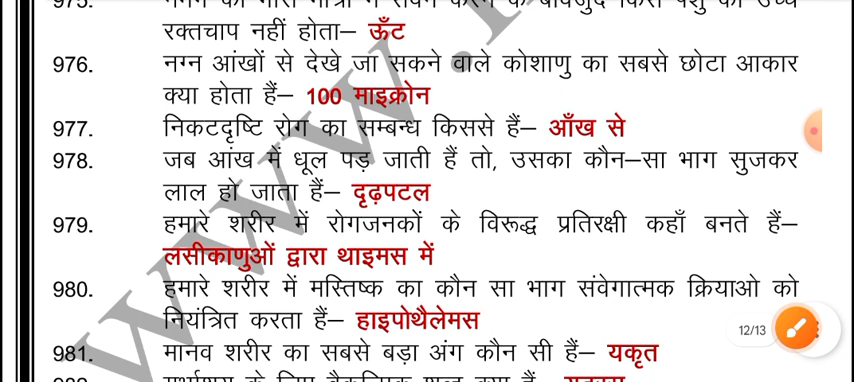 975.
रक्तचाप नहीं होता– ऊँट
976. नग्न आंखों से देखे जा सकने वाले कोशाणु का सबसे छोटा आकार
क्या होता हैं– 100 माइक्रोन
977. निकटदृष्टि रोग का सम्बन्ध किससे हैं– आँख से
978. जब आंख में धूल पड़ जाती हैं तो, उसका कौन–सा भाग सुजकर
लाल हो जाता हैं– दृढ़पटल
979. हमारे शरीर में रोगजनकों के विरूद्ध प्रतिरक्षी कहाँ बनते हैं–
लसीकाणुओं द्वारा थाइमस में
980. हमारे शरीर में मस्तिष्क का कौन सा भाग संवेगात्मक क्रियाओ को
नियंत्रित करता हैं– हाइपोथैलेमस
12/13
981. मानव शरीर का सबसे बड़ा अंग कौन सी हैं– यकृत